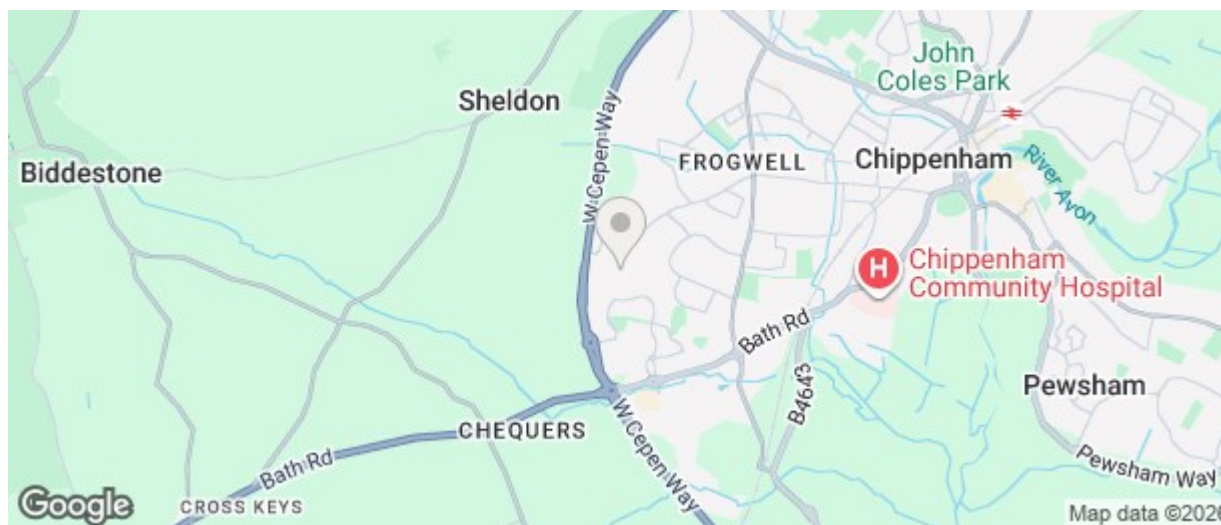 John
Coles Park
Sheldon
W Cepen Way
FROGWELL
Chippenham
Biddestone
River Avon
H
Chippenham
Community Hospital
Bath Rd
B4643
Pewsham
W Cepen Way
CHEQUERS
Bath Rd
Pewsham Way
CROSS KEYS
Google
Map data ©2026